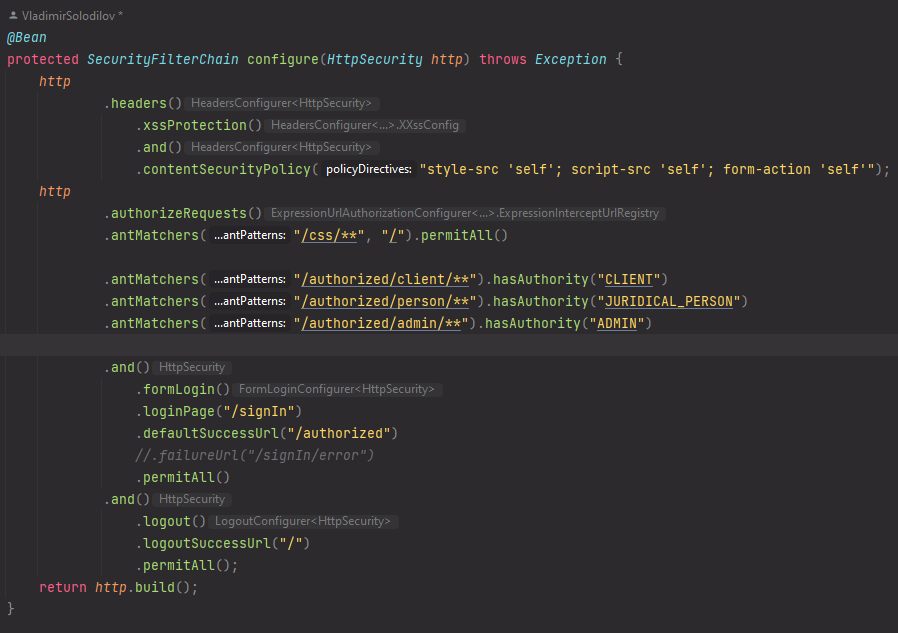 VladimirSolodilov *
@Bean
protected SecurityFilterChain configure(HttpSecurity http) throws Exception {
http
.headers() HeadersConfigurer<HttpSecurity>
.xssProtection() HeadersConfigurer<...>.XXssConfig
.and() HeadersConfigurer<HttpSecurity>
.contentSecurityPolicy( policyDirectives: "style-src 'self'; script-src 'self'; form-action 'self'");
http
.authorizeRequests() ExpressionUrlAuthorizationConfigurer<...>.ExpressionInterceptUrlRegistry
.antMatchers( ...antPatterns: "/css/**", "/").permitAll()
.antMatchers( ...antPatterns: "/authorized/client/**").hasAuthority("CLIENT")
.antMatchers( ...antPatterns: "/authorized/person/**").hasAuthority("JURIDICAL_PERSON")
.antMatchers( ...antPatterns: "/authorized/admin/**").hasAuthority("ADMIN")
.and() HttpSecurity
.formLogin() FormLoginConfigurer<HttpSecurity>
.loginPage("/signIn")
.defaultSuccessUrl("/authorized")
//.failureUrl("/signIn/error")
.permitAll()
.and() HttpSecurity
.logout() LogoutConfigurer<HttpSecurity>
.logoutSuccessUrl("/")
.permitAll();
return http.build();
}